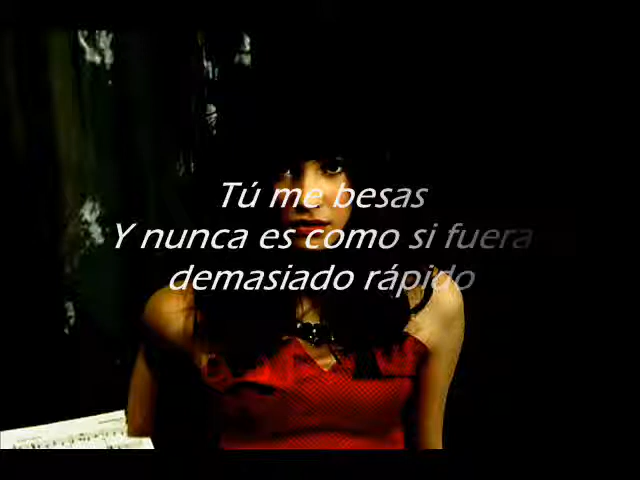 Tú me besas
Y nunca es como si fuera
demasiado rápido